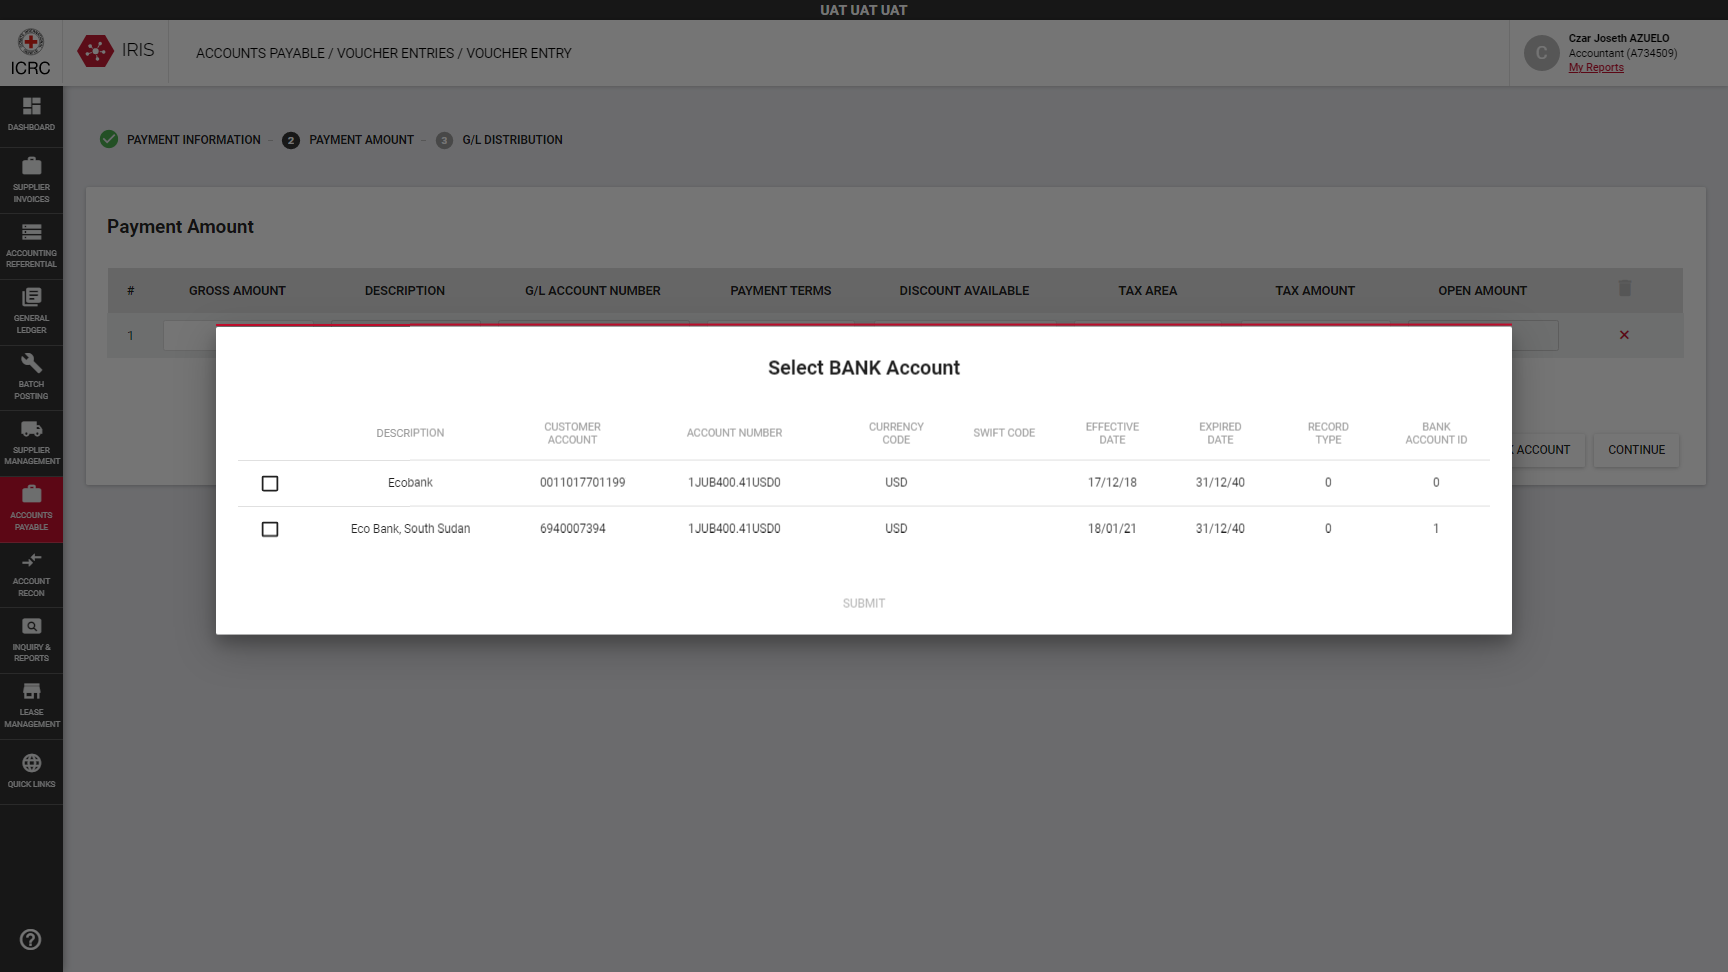 UAT UAT UAT
ICRC
IRIS
ACCOUNTS PAYABLE / VOUCHER ENTRIES / VOUCHER ENTRY
C
Czar Joseth AZUELO
Accountant (A734509)
My Reports
DASHBOARD
SUPPLIER
INVOICES
ACCOUNTING
REFERENTIAL
GENERAL
LEDGER
BATCH
POSTING
SUPPLIER
MANAGEMENT
ACCOUNTS
PAYABLE
ACCOUNT
RECON
INQUIRY &
REPORTS
LEASE
MANAGEMENT
QUICK LINKS
PAYMENT INFORMATION - 2 PAYMENT AMOUNT - 3 G/L DISTRIBUTION
Payment Amount
# GROSS AMOUNT DESCRIPTION G/L ACCOUNT NUMBER PAYMENT TERMS DISCOUNT AVAILABLE TAX AREA TAX AMOUNT OPEN AMOUNT
1
ACCOUNT CONTINUE
Select BANK Account
DESCRIPTION CUSTOMER ACCOUNT ACCOUNT NUMBER CURRENCY CODE SWIFT CODE EFFECTIVE DATE EXPIRED DATE RECORD TYPE BANK ACCOUNT ID
Ecobank 0011017701199 1JUB400.41USD0 USD 17/12/18 31/12/40 0 0
Eco Bank, South Sudan 6940007394 1JUB400.41USD0 USD 18/01/21 31/12/40 0 1
SUBMIT